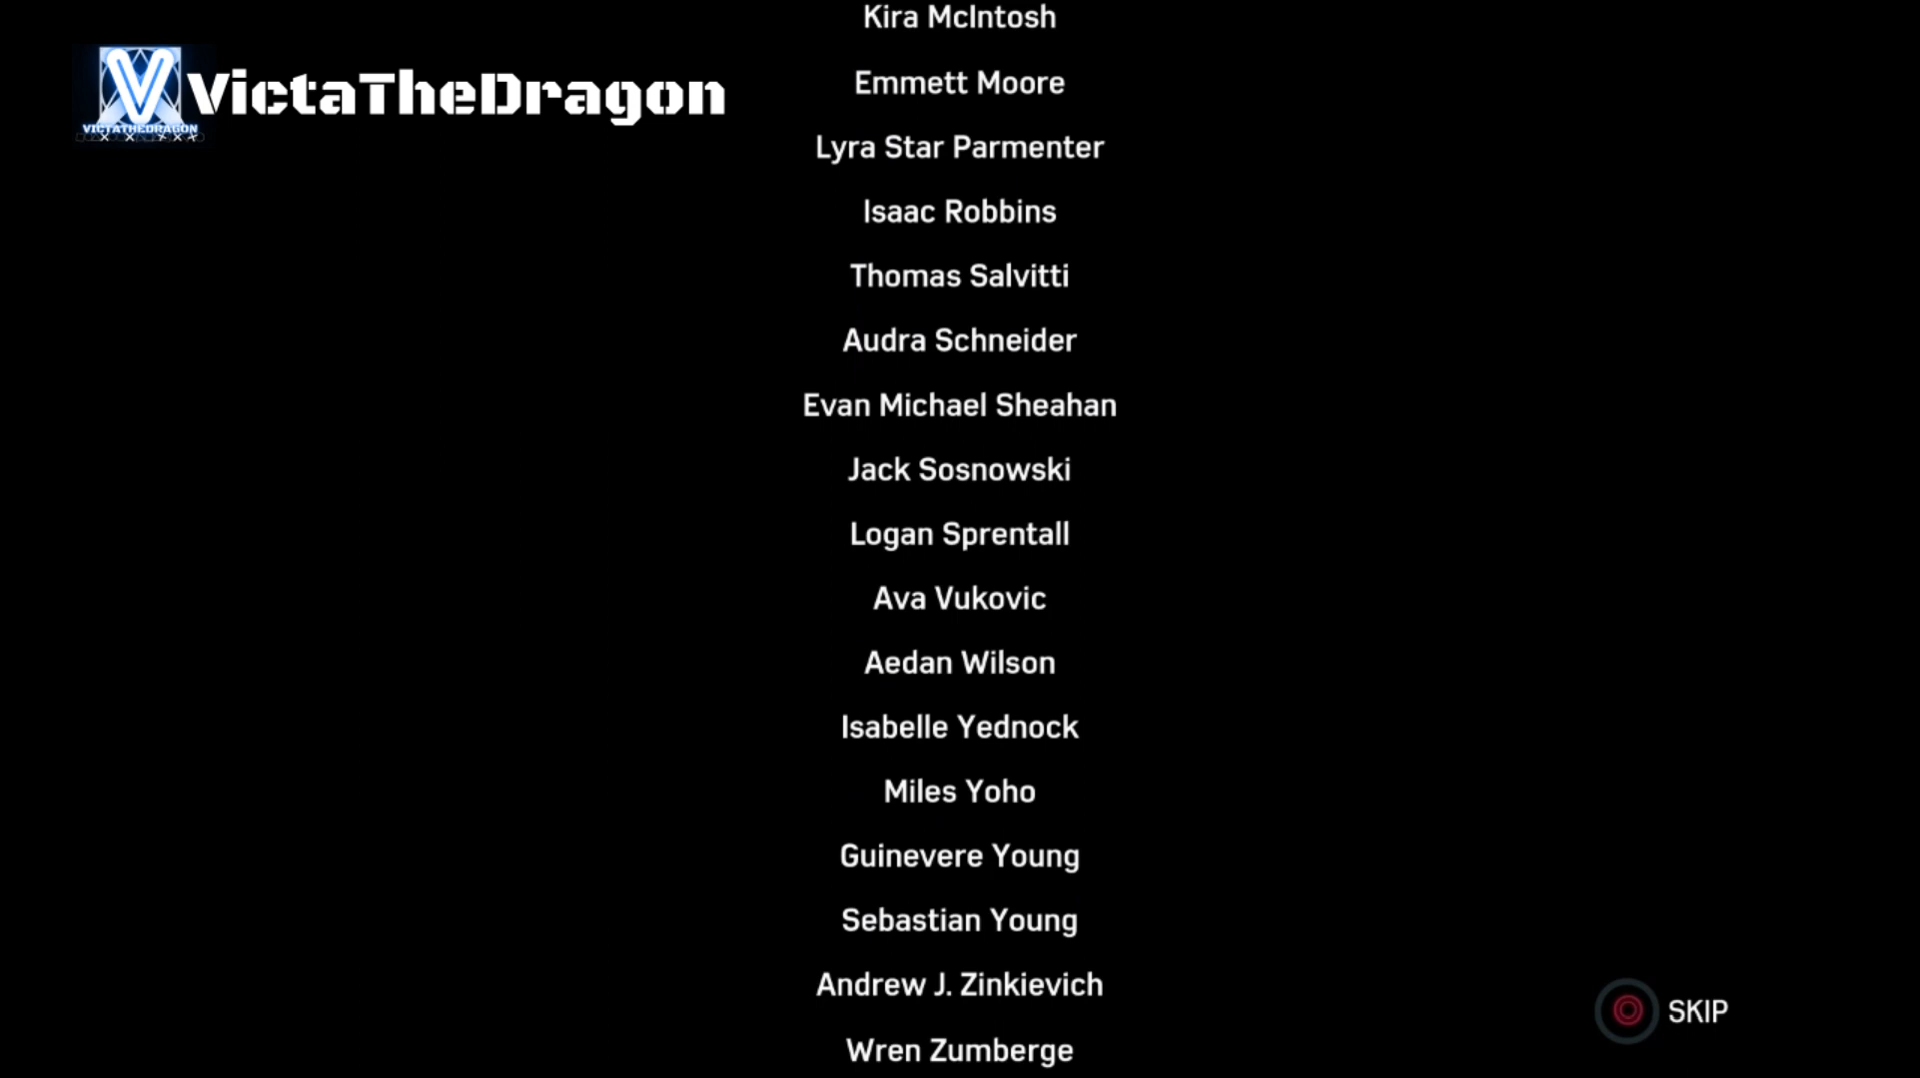 Kira McIntosh
VictaTheDragon
V
VICTATHEDRAGON
Emmett Moore
Lyra Star Parmenter
Isaac Robbins
Thomas Salvitti
Audra Schneider
Evan Michael Sheahan
Jack Sosnowski
Logan Sprentall
Ava Vukovic
Aedan Wilson
Isabelle Yednock
Miles Yoho
Guinevere Young
Sebastian Young
Andrew J. Zinkievich
Wren Zumberge
SKIP